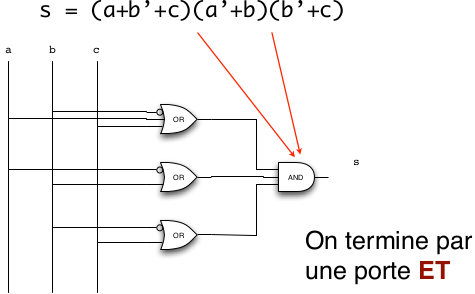 s = (a+b'+c)(a'+b)(b'+c)
a b c
OR
s
OR AND
OR
On termine par
une porte ET